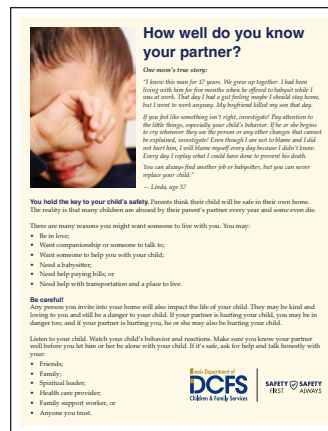 How well do you know
your partner?
One mom's true story:
"I knew this man for 17 years. We grew up together. I had been
living with him for five months when he offered to babysit while I
was at work. That day I had a gut feeling maybe I should stay home,
but I went to work anyway. My boyfriend killed my son that day.
If you feel like something isn't right, investigate! Pay attention to
the little things, especially your child's behavior. If he or she begins
to cry whenever they see the person or any other changes that cannot
be explained, investigate! Even though I am not to blame and I did
not hurt him, I will blame myself every day because I didn't know.
Every day I replay what I could have done to prevent his death.
You can always find another job or babysitter, but you can never
replace your child."
— Linda, age 37
You hold the key to your child's safety. Parents think their child will be safe in their own home.
The reality is that many children are abused by their parent's partner every year and some even die.
There are many reasons you might want someone to live with you. You may:
• Be in love;
• Want companionship or someone to talk to;
• Want someone to help you with your child;
• Need a babysitter;
• Need help paying bills; or
• Need help with transportation and a place to live.
Be careful!
Any person you invite into your home will also impact the life of your child. They may be kind and
loving to you and still be a danger to your child. If your partner is hurting your child, you may be in
danger too; and if your partner is hurting you, he or she may also be hurting your child.
Listen to your child. Watch your child's behavior and reactions. Make sure you know your partner
well before you let him or her be alone with your child. If it's safe, ask for help and talk honestly with
your:
• Friends;
• Family;
• Spiritual leader;
• Health care provider;
• Family support worker, or
• Anyone you trust.
Illinois Department of
DCFS
Children & Family Services
SAFETY SAFETY
FIRST ALWAYS